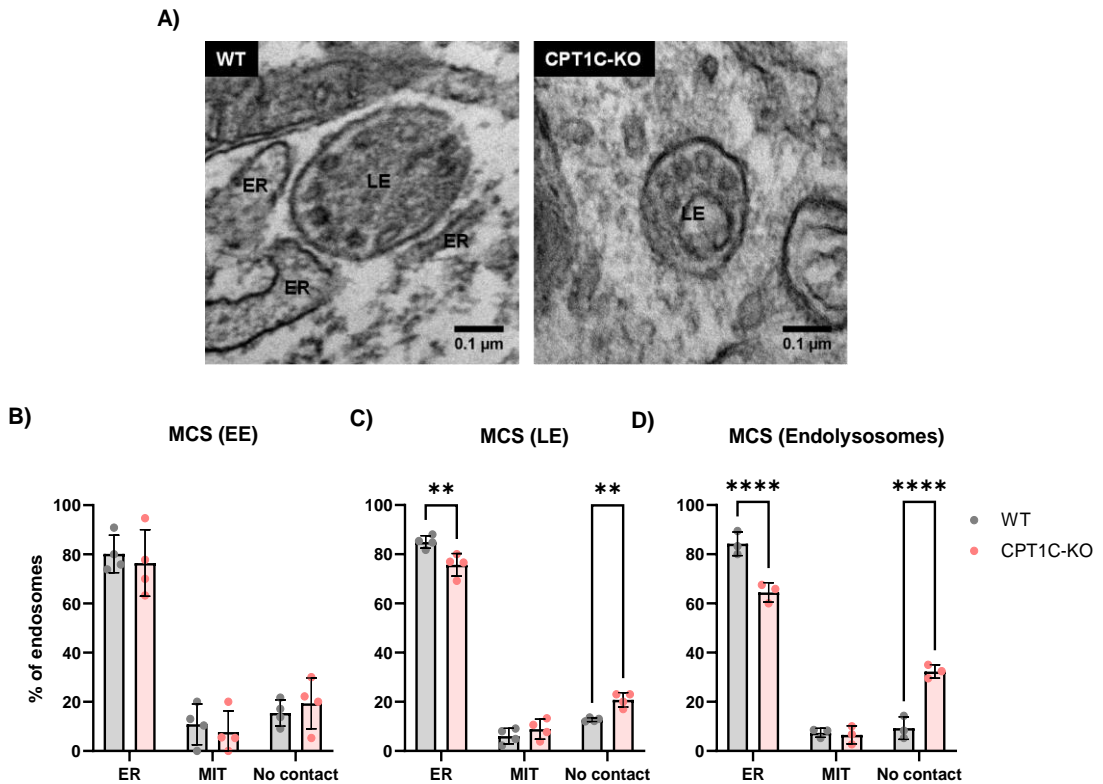 A)
WT
CPT1C-KO
ER
LE
ER
ER
0.1 µm
LE
0.1 µm
B)
MCS (EE)
C)
MCS (LE)
D)
MCS (Endolysosomes)
% of endosomes
100
80
60
40
20
0
ER
MIT
No contact
100
80
60
40
20
0
**
**
ER
MIT
No contact
100
80
60
40
20
0
****
****
ER
MIT
No contact
WT
CPT1C-KO